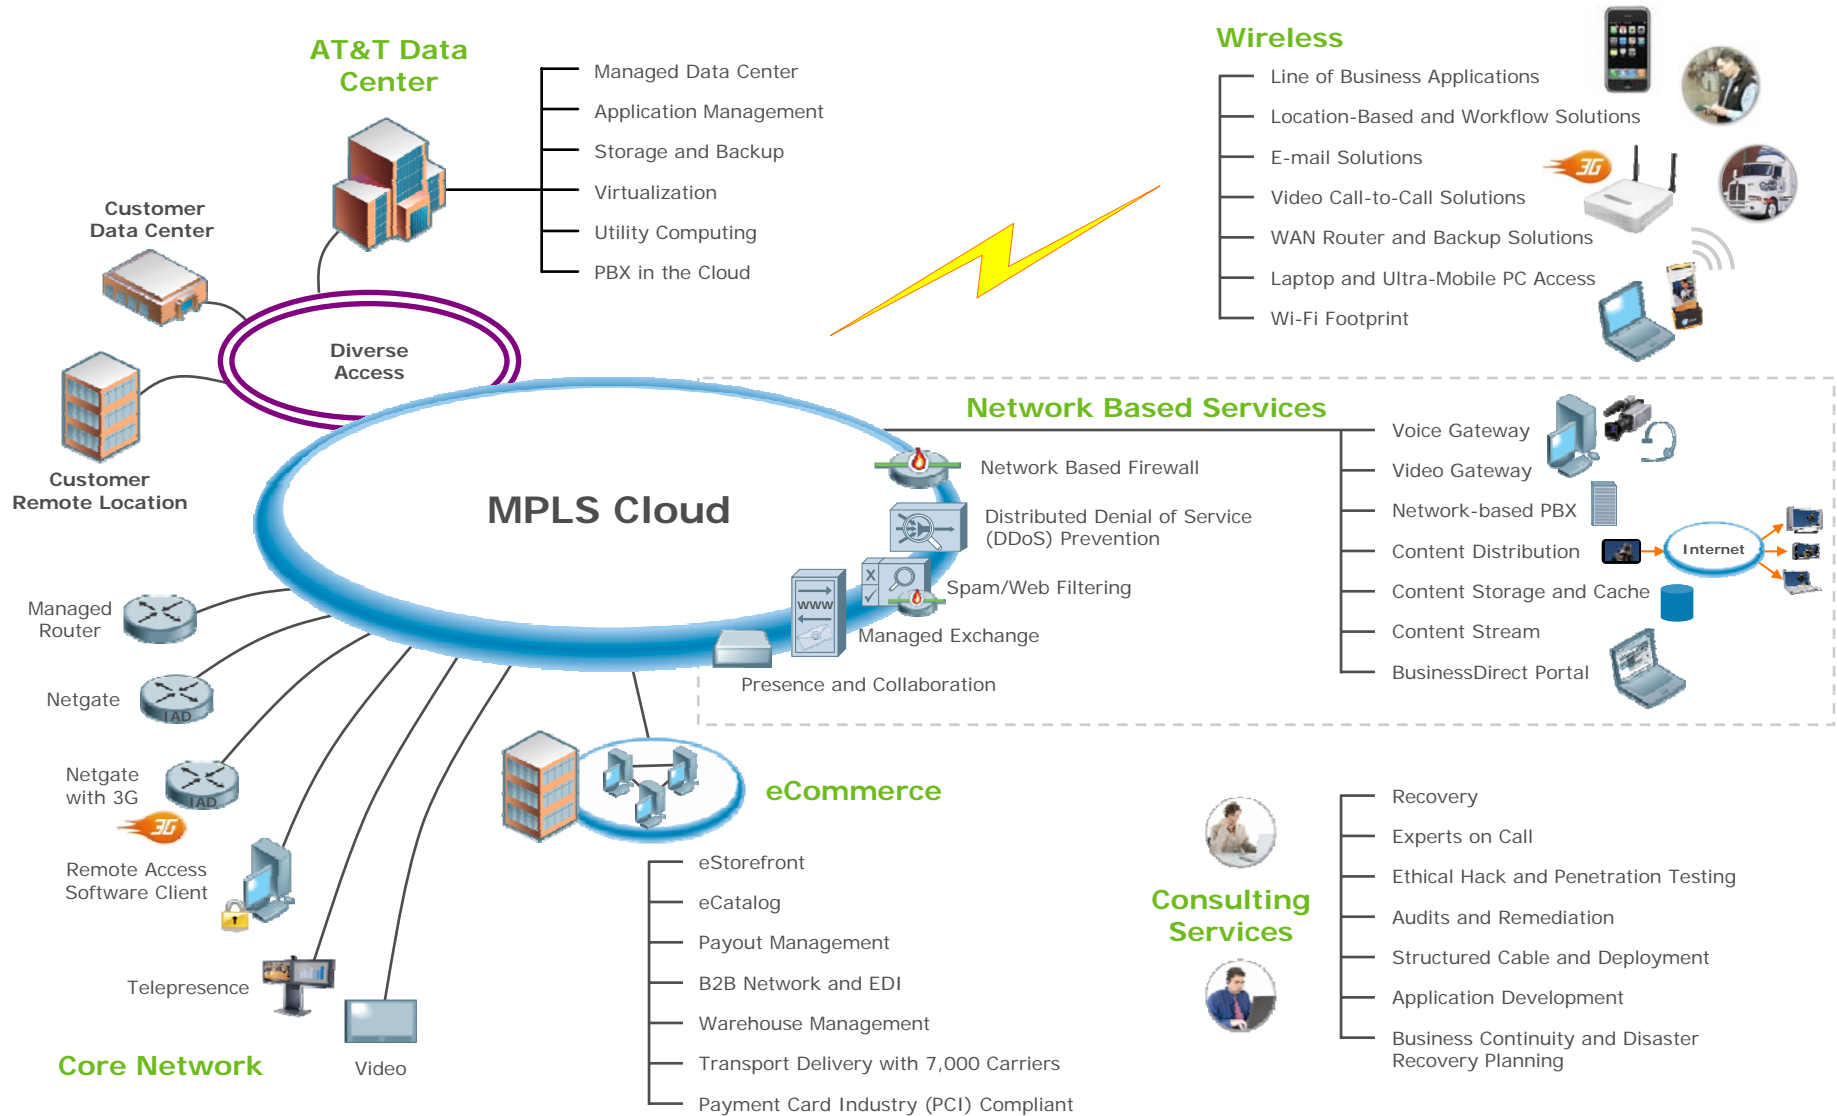 AT&T Data
Center
Managed Data Center
Application Management
Storage and Backup
Virtualization
Utility Computing
PBX in the Cloud
Wireless
Line of Business Applications
Location-Based and Workflow Solutions
E-mail Solutions
Video Call-to-Call Solutions
WAN Router and Backup Solutions
Laptop and Ultra-Mobile PC Access
Wi-Fi Footprint
3G
Customer
Data Center
Diverse
Access
Customer
Remote Location
MPLS Cloud
Network Based Services
Network Based Firewall
Distributed Denial of Service
(DDoS) Prevention
X
Spam/Web Filtering
WWW
Managed Exchange
Presence and Collaboration
Voice Gateway
Video Gateway
Network-based PBX
Content Distribution
Internet
Content Storage and Cache
Content Stream
BusinessDirect Portal
Managed
Router
Netgate
IAD
Netgate
with 3G
IAD
3G
Remote Access
Software Client
Telepresence
Video
Core Network
eCommerce
eStorefront
eCatalog
Payout Management
B2B Network and EDI
Warehouse Management
Transport Delivery with 7,000 Carriers
Payment Card Industry (PCI) Compliant
Consulting
Services
Recovery
Experts on Call
Ethical Hack and Penetration Testing
Audits and Remediation
Structured Cable and Deployment
Application Development
Business Continuity and Disaster
Recovery Planning